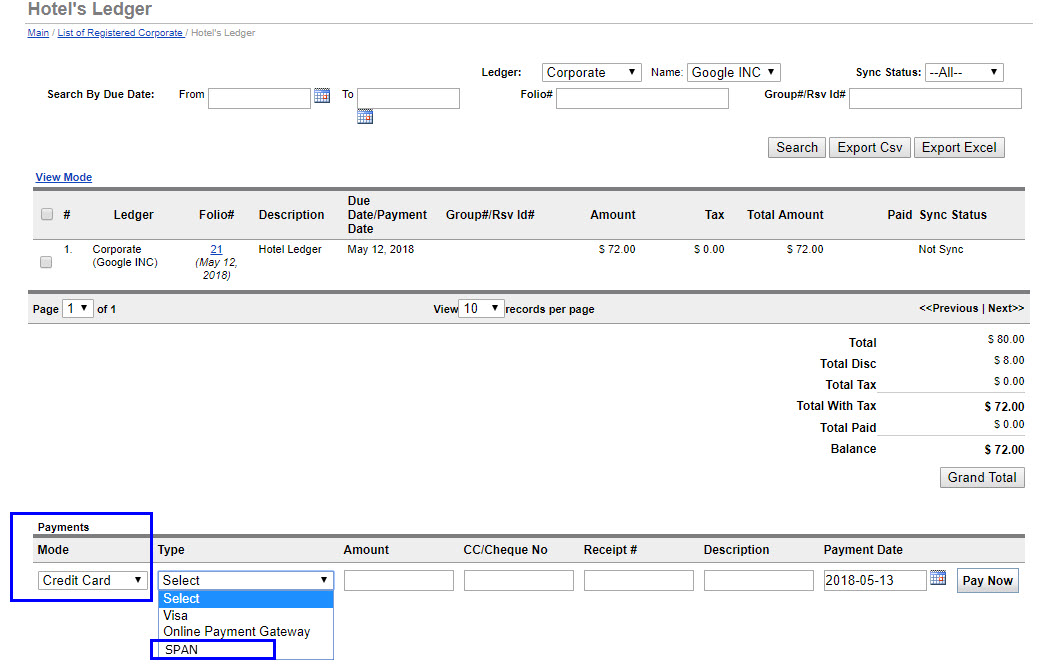 Hotel's Ledger
Main / List of Registered Corporate / Hotel's Ledger
Ledger: Corporate Name: Google INC Sync Status: --All--
Search By Due Date: From To Folio# Group#/Rsv Id#
Search Export Csv Export Excel
View Mode
# Ledger Folio# Description Due Date/Payment Date Group#/Rsv Id# Amount Tax Total Amount Paid Sync Status
1. Corporate (Google INC) 21 (May 12, 2018) Hotel Ledger May 12, 2018 $ 72.00 $ 0.00 $ 72.00 Not Sync
Page 1 of 1 View 10 records per page <<Previous | Next>>
Total $ 80.00
Total Disc $ 8.00
Total Tax $ 0.00
Total With Tax $ 72.00
Total Paid $ 0.00
Balance $ 72.00
Grand Total
Payments
Mode Type Amount CC/Cheque No Receipt # Description Payment Date
Credit Card Select 2018-05-13 Pay Now
Select
Visa
Online Payment Gateway
SPAN